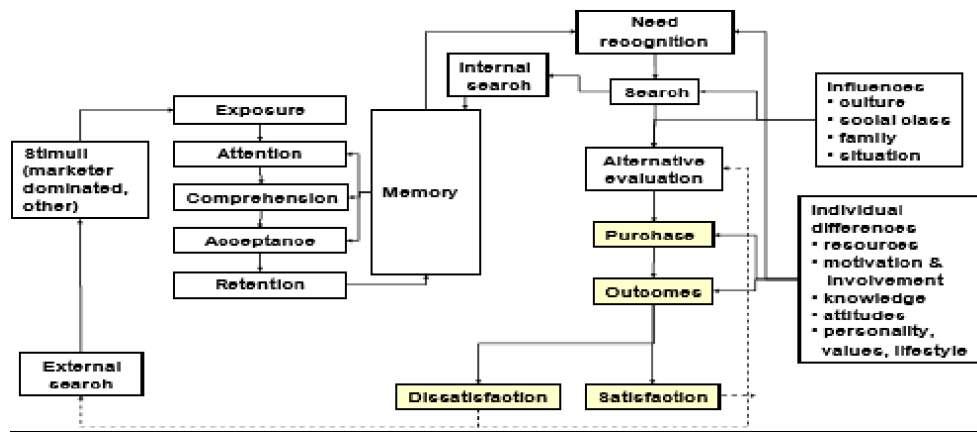 Need
recognition
Internal
search
Search
Influences
• culture
• social class
• family
• situation
Exposure
Stimuli
(marketer
dominated,
other)
Attention
Alternative
evaluation
Comprehension
Memory
Individual
differences
• resources
• motivation &
involvement
• knowledge
• attitudes
• personality,
values, lifestyle
Acceptance
Purchase
Retention
Outcomes
External
search
Dissatisfaction
Satisfaction